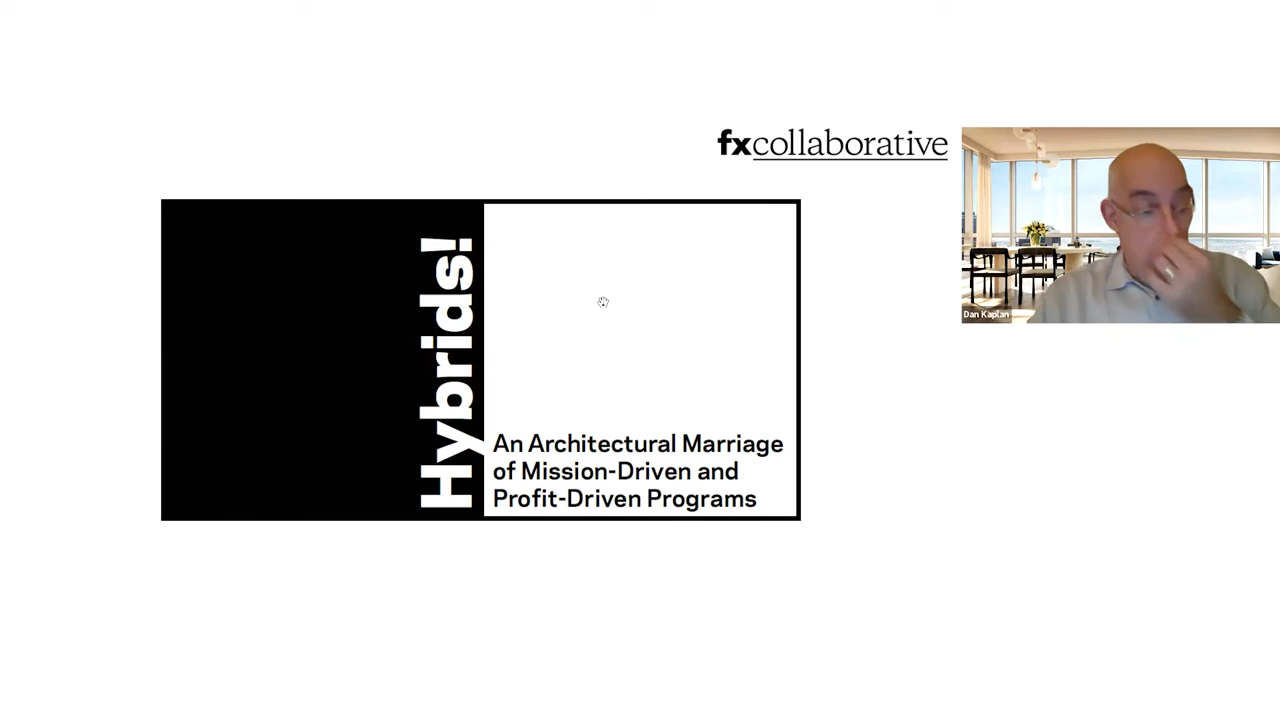 fxcollaborative
Hybrids!
An Architectural Marriage
of Mission-Driven and
Profit-Driven Programs
Dan Kaplan